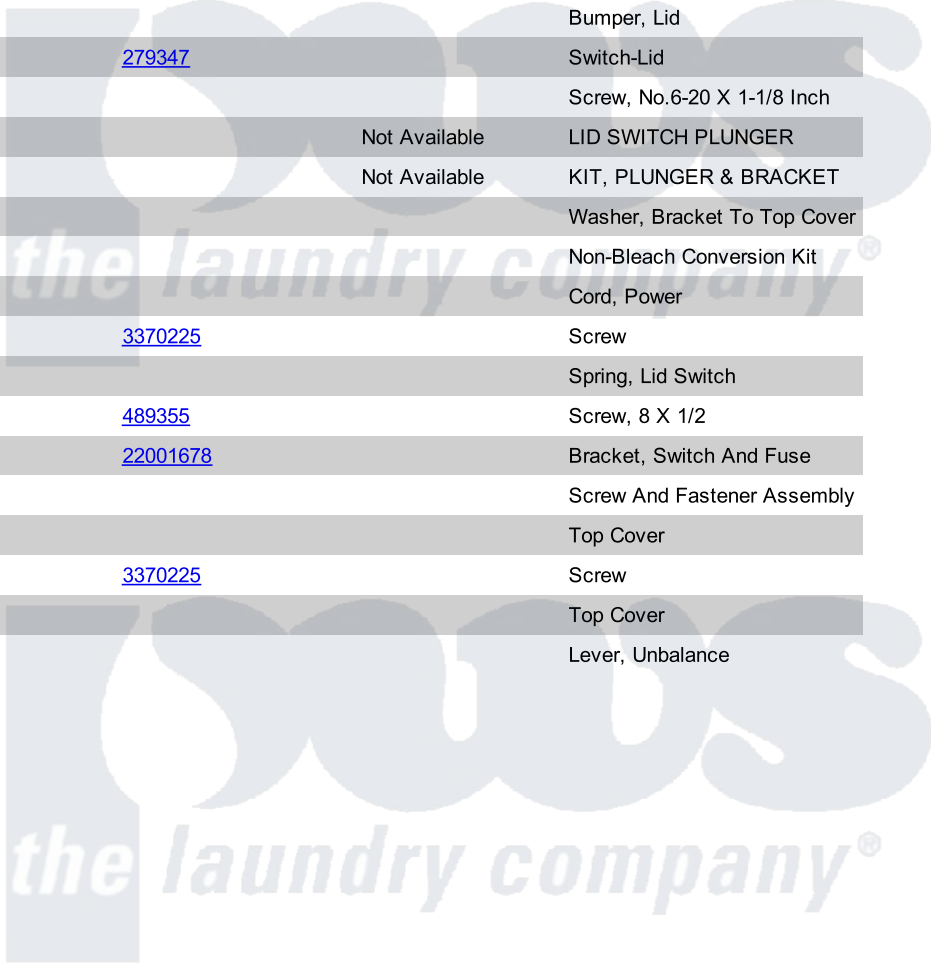 Bumper, Lid
279347 Switch-Lid
Screw, No.6-20 X 1-1/8 Inch
Not Available LID SWITCH PLUNGER
Not Available KIT, PLUNGER & BRACKET
Washer, Bracket To Top Cover
Non-Bleach Conversion Kit
the laundry company®
Cord, Power
3370225 Screw
Spring, Lid Switch
489355 Screw, 8 X 1/2
22001678 Bracket, Switch And Fuse
Screw And Fastener Assembly
Top Cover
3370225 Screw
Top Cover
Lever, Unbalance
pws
the laundry company®